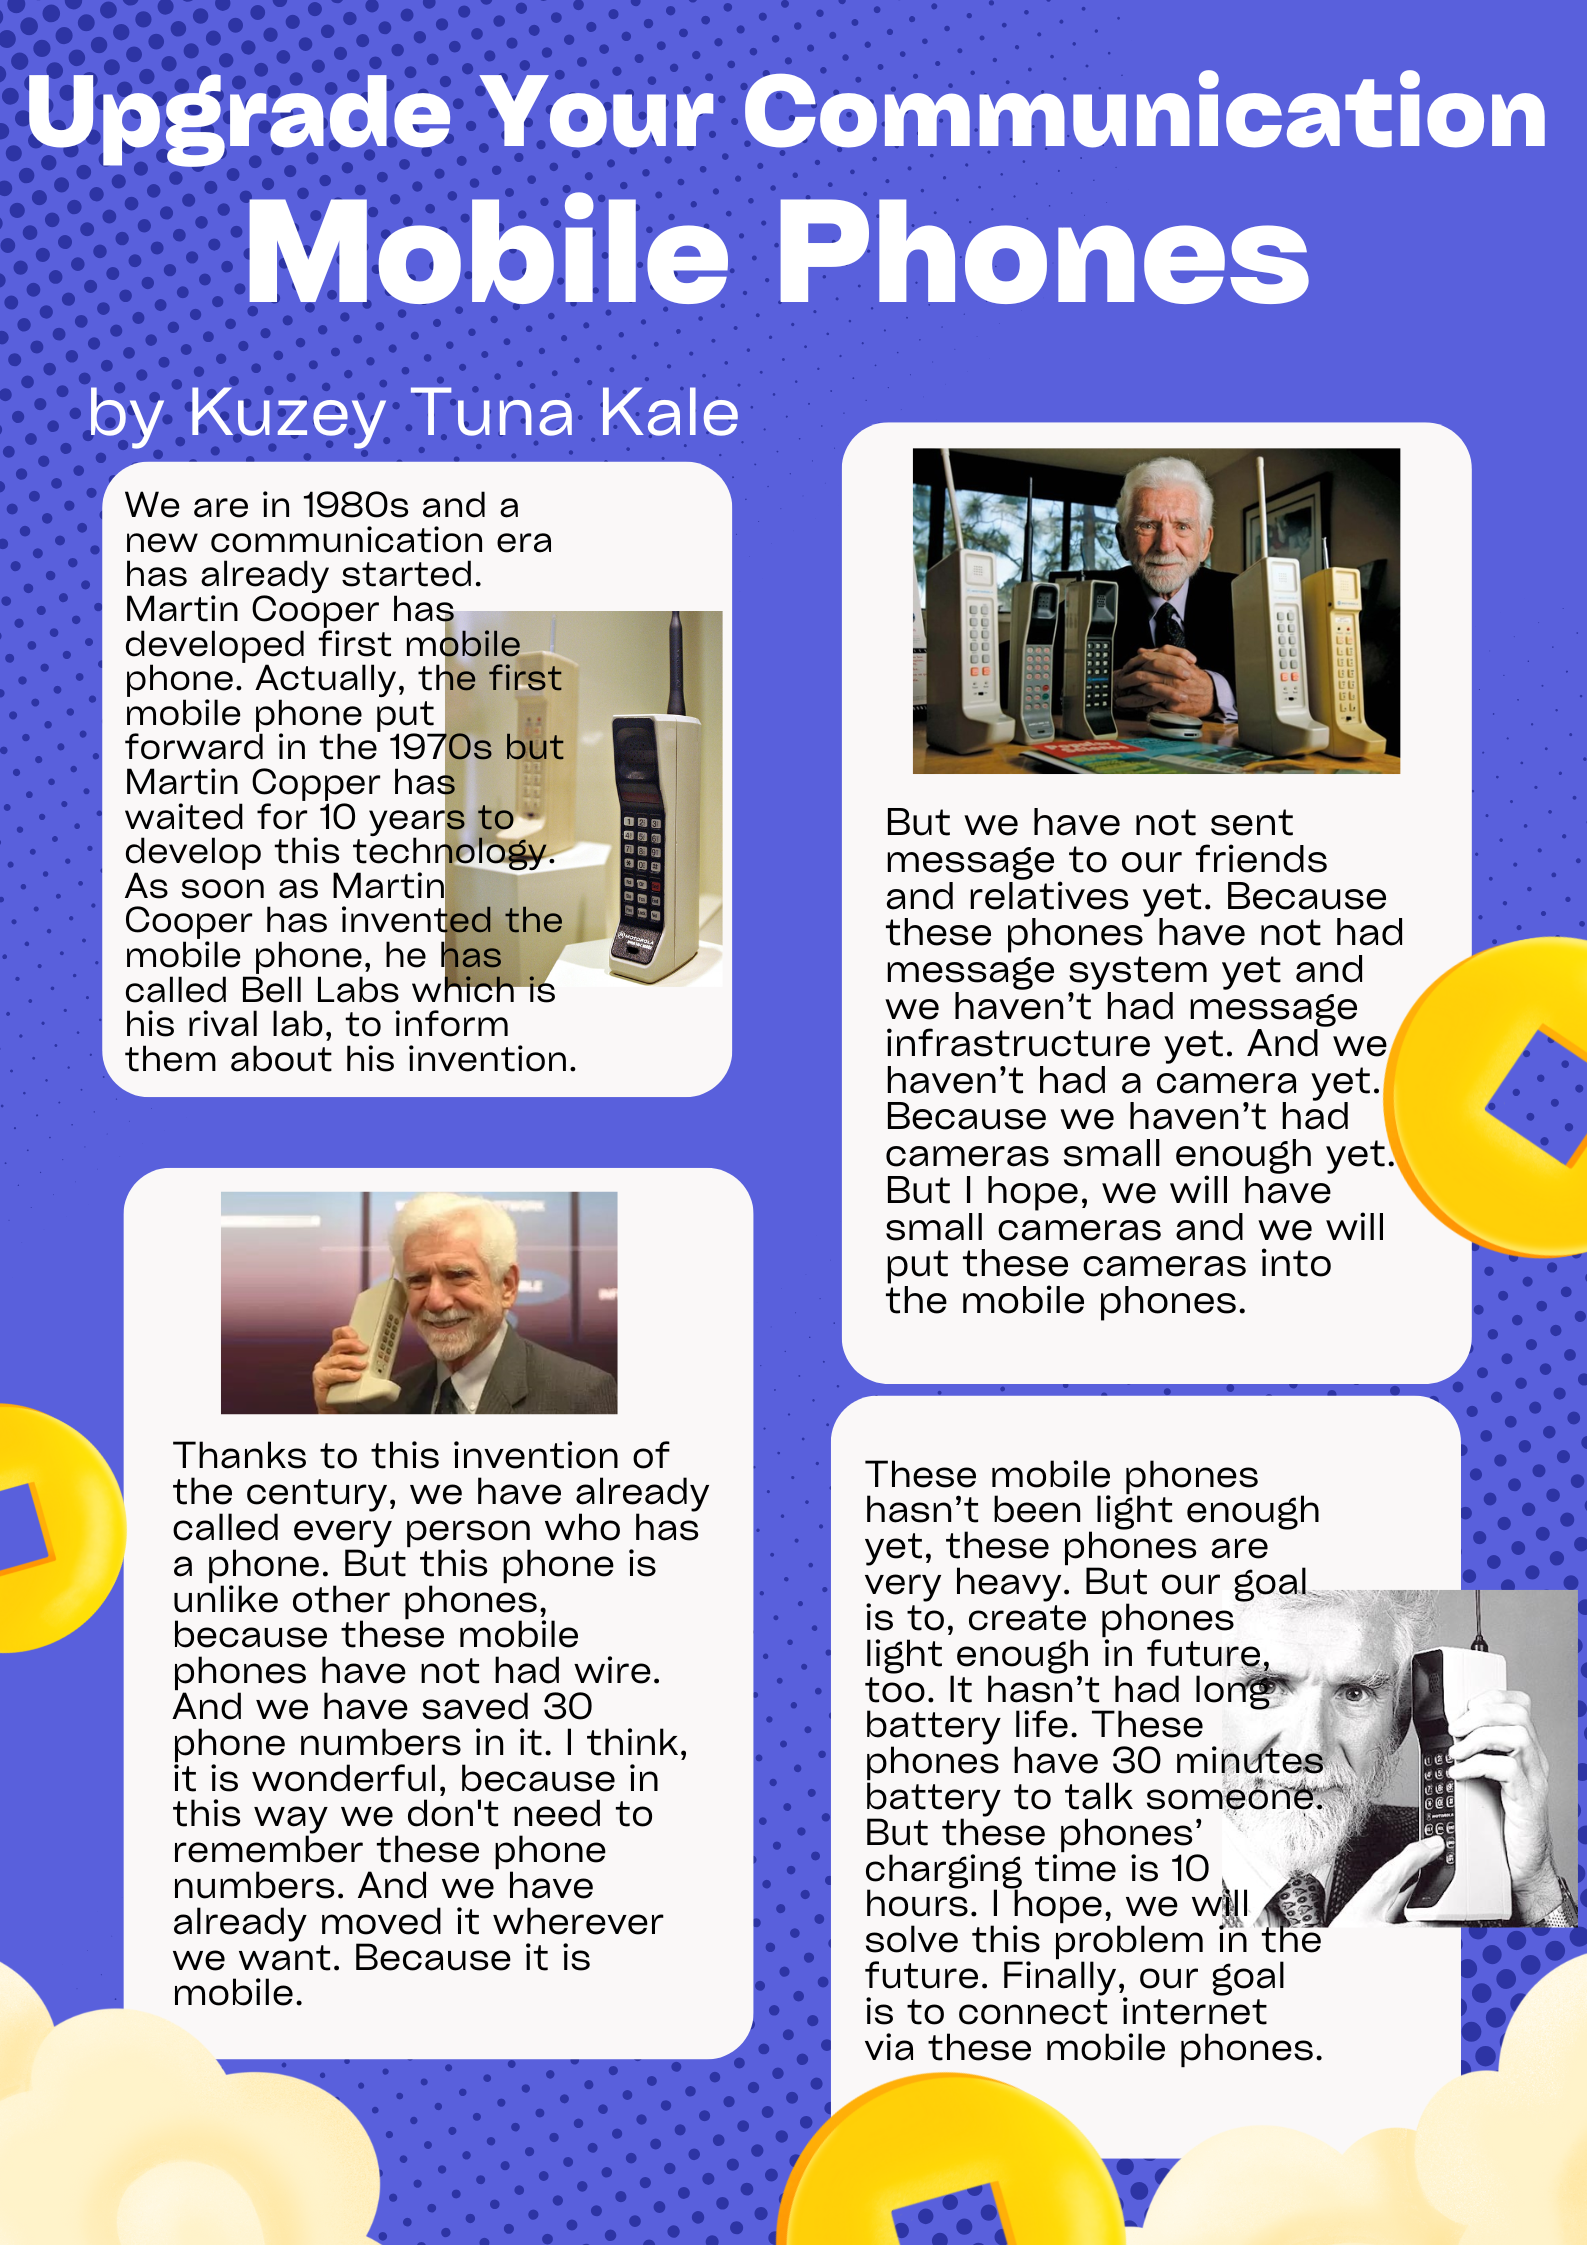 Upgrade Your Communication
Mobile Phones
by Kuzey Tuna Kale
We are in 1980s and a
new communication era
has already started.
Martin Cooper has
developed first mobile
phone. Actually, the first
mobile phone put
forward in the 1970s but
Martin Copper has
waited for 10 years to
develop this technology.
As soon as Martin
Cooper has invented the
mobile phone, he has
called Bell Labs which is
his rival lab, to inform
them about his invention.
MOTOROLA
Thanks to this invention of
the century, we have already
called every person who has
a phone. But this phone is
unlike other phones,
because these mobile
phones have not had wire.
And we have saved 30
phone numbers in it. I think,
it is wonderful, because in
this way we don't need to
remember these phone
numbers. And we have
already moved it wherever
we want. Because it is
mobile.
But we have not sent
message to our friends
and relatives yet. Because
these phones have not had
message system yet and
we haven't had message
infrastructure yet. And we
haven't had a camera yet.
Because we haven't had
cameras small enough yet.
But I hope, we will have
small cameras and we will
put these cameras into
the mobile phones.
These mobile phones
hasn't been light enough
yet, these phones are
very heavy. But our goal
is to, create phones
light enough in future,
too. It hasn't had long
battery life. These
phones have 30 minutes
battery to talk someone.
But these phones'
charging time is 10
hours. I hope, we will
solve this problem in the
future. Finally, our goal
is to connect internet
via these mobile phones.